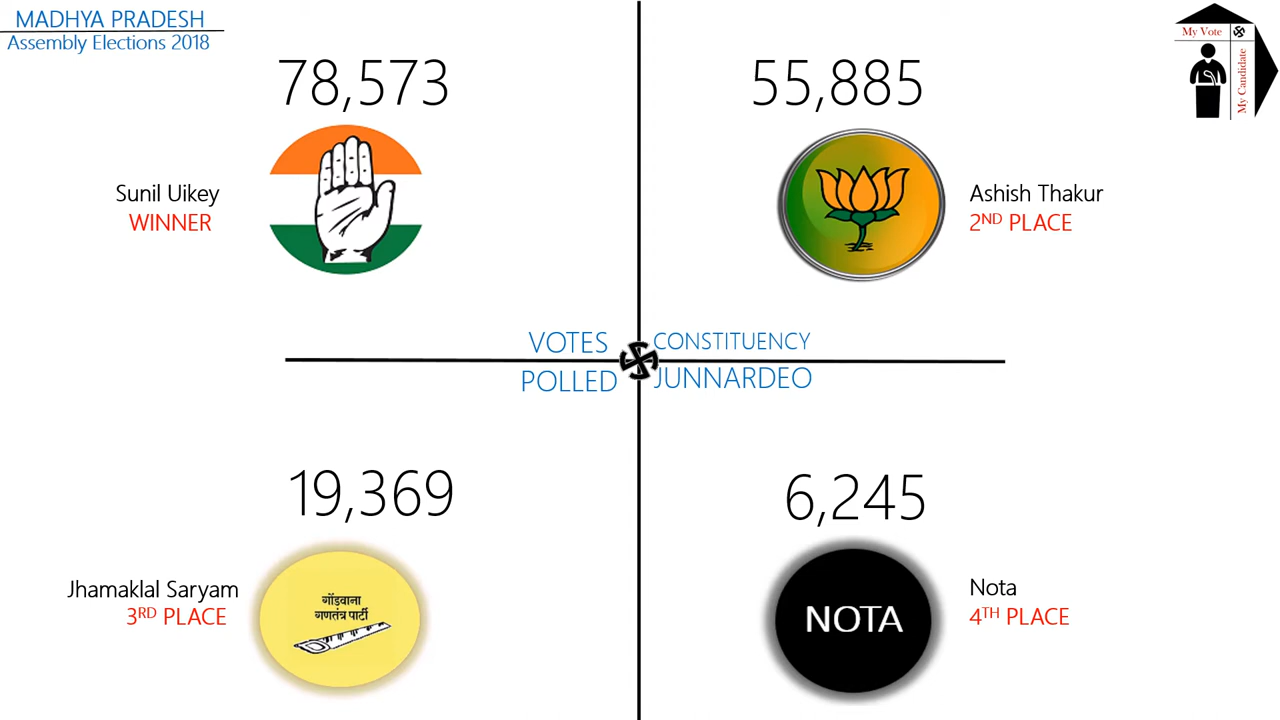 MADHYA PRADESH
Assembly Elections 2018
My Vote
My Candidate
78,573
Sunil Uikey
WINNER
55,885
Ashish Thakur
2ND PLACE
VOTES
POLLED
CONSTITUENCY
JUNNARDEO
19,369
Jhamaklal Saryam
3RD PLACE
गोंडवाना
गणतंत्र पार्टी
6,245
NOTA
Nota
4TH PLACE